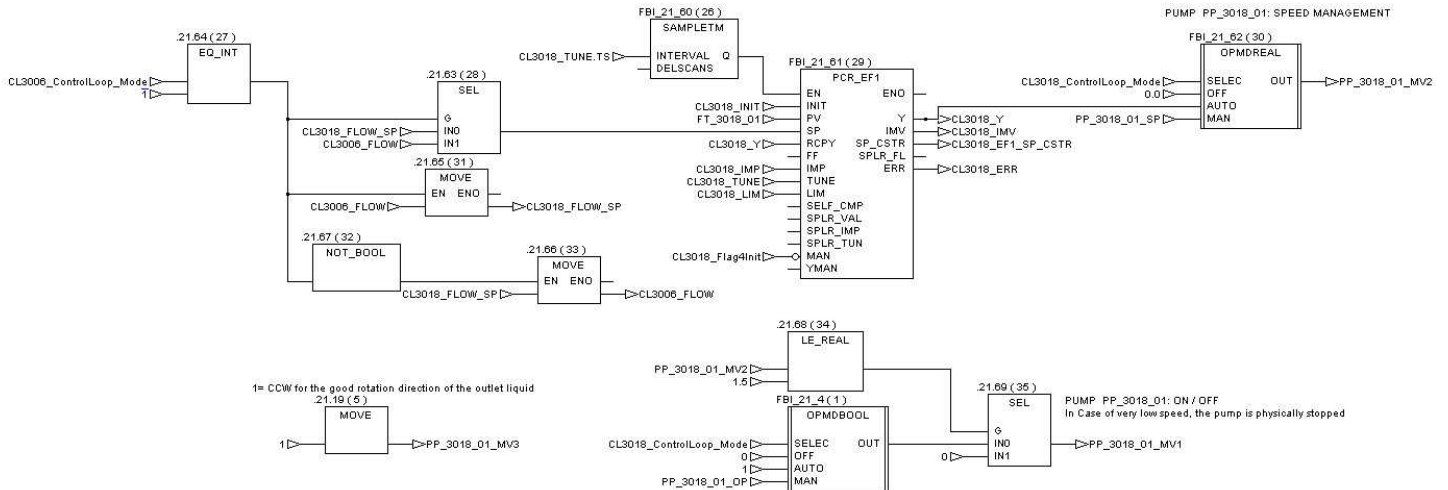 PUMP PP_3018_01: SPEED MANAGEMENT
FBI_21_60 (26)
SAMPLETM
CL3018_TUNE.TS INTERVAL Q
DELSCANS
.21.64 (27)
EQ_INT
CL3006_ControlLoop_Mode
1
.21.63 (28)
SEL
G
CL3018_FLOW_SP IN0
CL3006_FLOW IN1
FBI_21_61 (29)
PCR_EF1
EN ENO
CL3018_INIT INIT
FT_3018_01 PV Y CL3018_Y
SP IMV CL3018_IMV
CL3018_Y RCPY SP_CSTR CL3018_EF1_SP_CSTR
FF SPLR_FL
CL3018_IMP IMP ERR CL3018_ERR
CL3018_TUNE TUNE
CL3018_LIM LIM
SELF_CMP
SPLR_VAL
SPLR_IMP
SPLR_TUN
CL3018_Flag4Init MAN
YMAN
FBI_21_62 (30)
OPMDREAL
CL3018_ControlLoop_Mode SELEC OUT PP_3018_01_MV2
0.0 OFF
AUTO
PP_3018_01_SP MAN
.21.65 (31)
MOVE
EN ENO
CL3006_FLOW CL3018_FLOW_SP
.21.67 (32)
NOT_BOOL
.21.66 (33)
MOVE
EN ENO
CL3018_FLOW_SP CL3006_FLOW
.21.68 (34)
LE_REAL
PP_3018_01_MV2
1.5
1= CCW for the good rotation direction of the outlet liquid
.21.19 (5)
MOVE
1 PP_3018_01_MV3
FBI_21_4 (1)
OPMDBOOL
CL3018_ControlLoop_Mode SELEC OUT
0 OFF
1 AUTO
PP_3018_01_OP MAN
.21.69 (35)
SEL
G
IN0 PP_3018_01_MV1
0 IN1
PUMP PP_3018_01: ON / OFF
In Case of very low speed, the pump is physically stopped